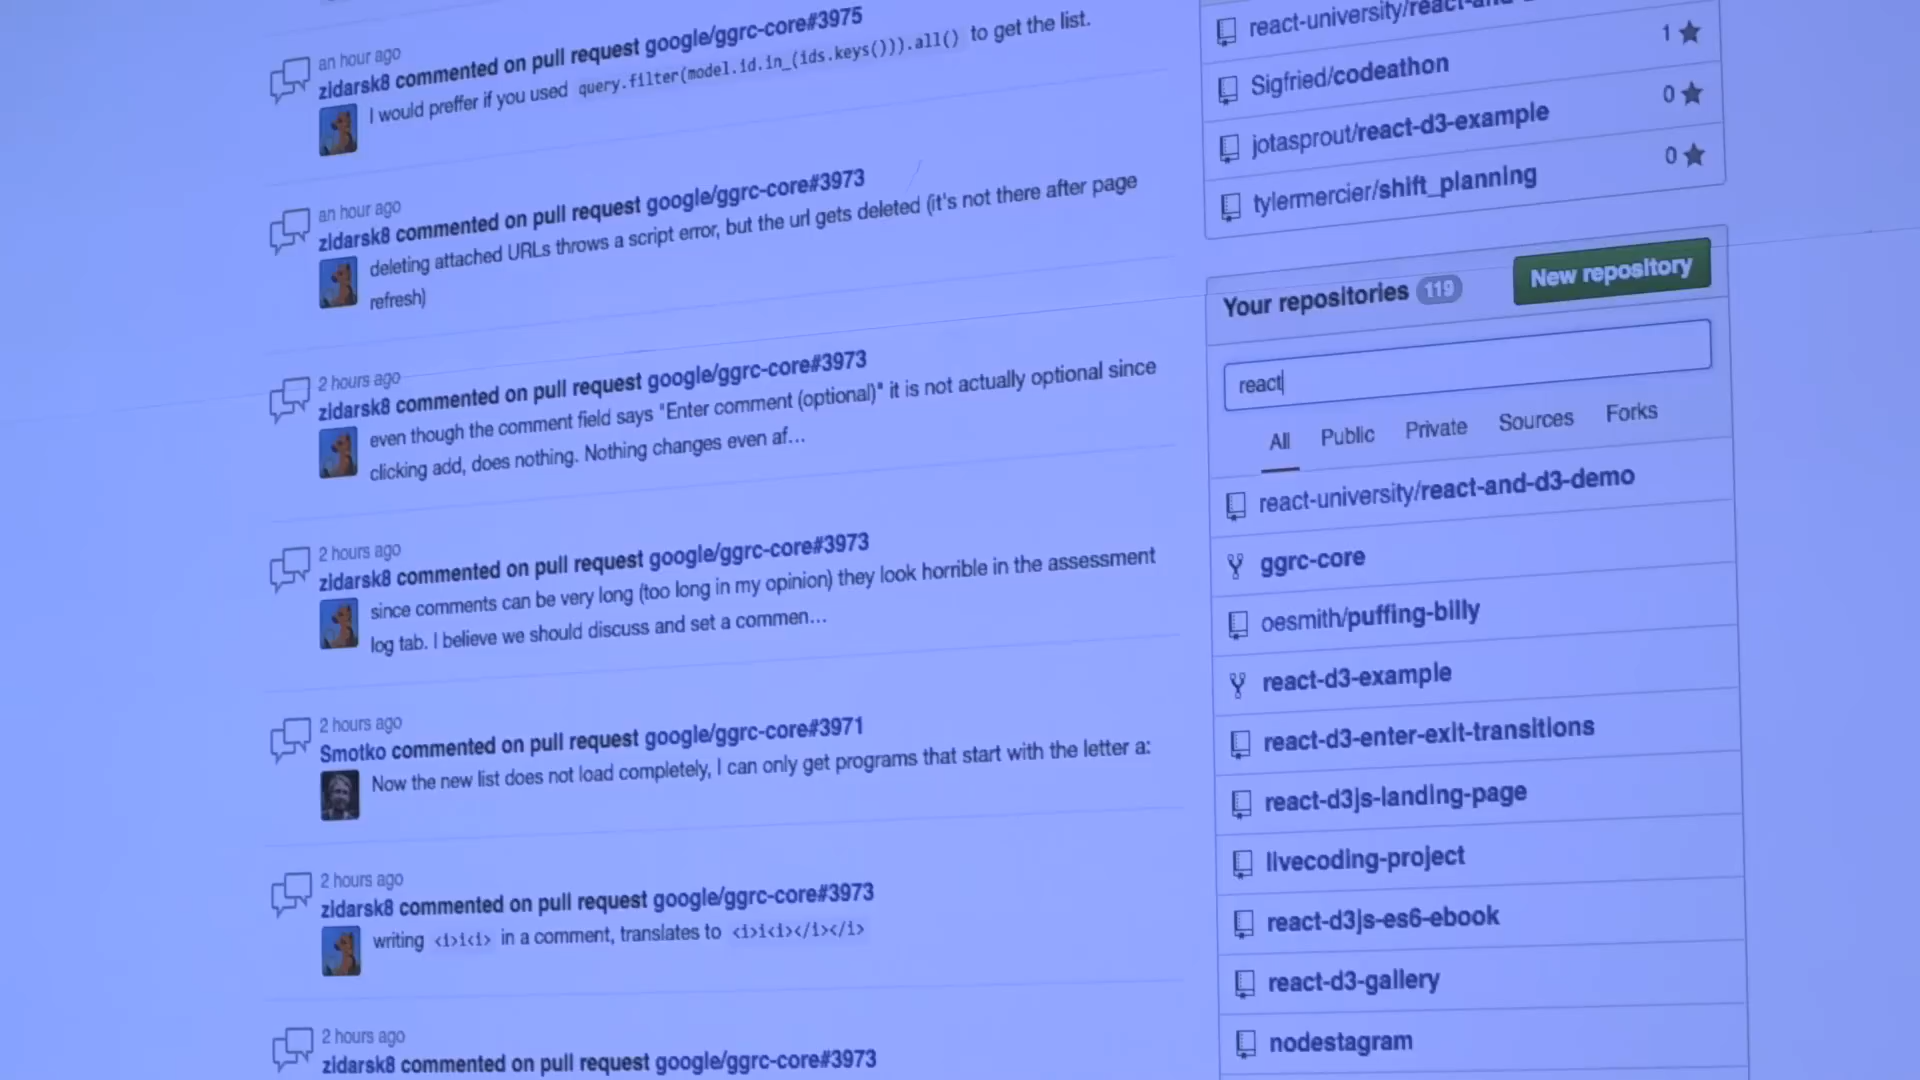 an hour ago
zidarsk8 commented on pull request google/ggrc-core#3975
I would preffer if you used query.filter(model.id.in_(ids.keys())).all() to get the list.
an hour ago
zidarsk8 commented on pull request google/ggrc-core#3973
deleting attached URLs throws a script error, but the url gets deleted (it's not there after page
refresh)
2 hours ago
zidarsk8 commented on pull request google/ggrc-core#3973
even though the comment field says "Enter comment (optional)" it is not actually optional since
clicking add, does nothing. Nothing changes even af...
2 hours ago
zidarsk8 commented on pull request google/ggrc-core#3973
since comments can be very long (too long in my opinion) they look horrible in the assessment
log tab. I believe we should discuss and set a commen...
2 hours ago
Smotko commented on pull request google/ggrc-core#3971
Now the new list does not load completely, I can only get programs that start with the letter a:
2 hours ago
zidarsk8 commented on pull request google/ggrc-core#3973
writing <i>i<i> in a comment, translates to <i>i<i></i></i>
2 hours ago
zidarsk8 commented on pull request google/ggrc-core#3973
react-university/react-and-
Sigfried/codeathon 1
jotasprout/react-d3-example 0
tylermercier/shift_planning 0
Your repositories 119 New repository
react
All Public Private Sources Forks
react-university/react-and-d3-demo
ggrc-core
oesmith/puffing-billy
react-d3-example
react-d3-enter-exit-transitions
react-d3js-landing-page
livecoding-project
react-d3js-es6-ebook
react-d3-gallery
nodestagram